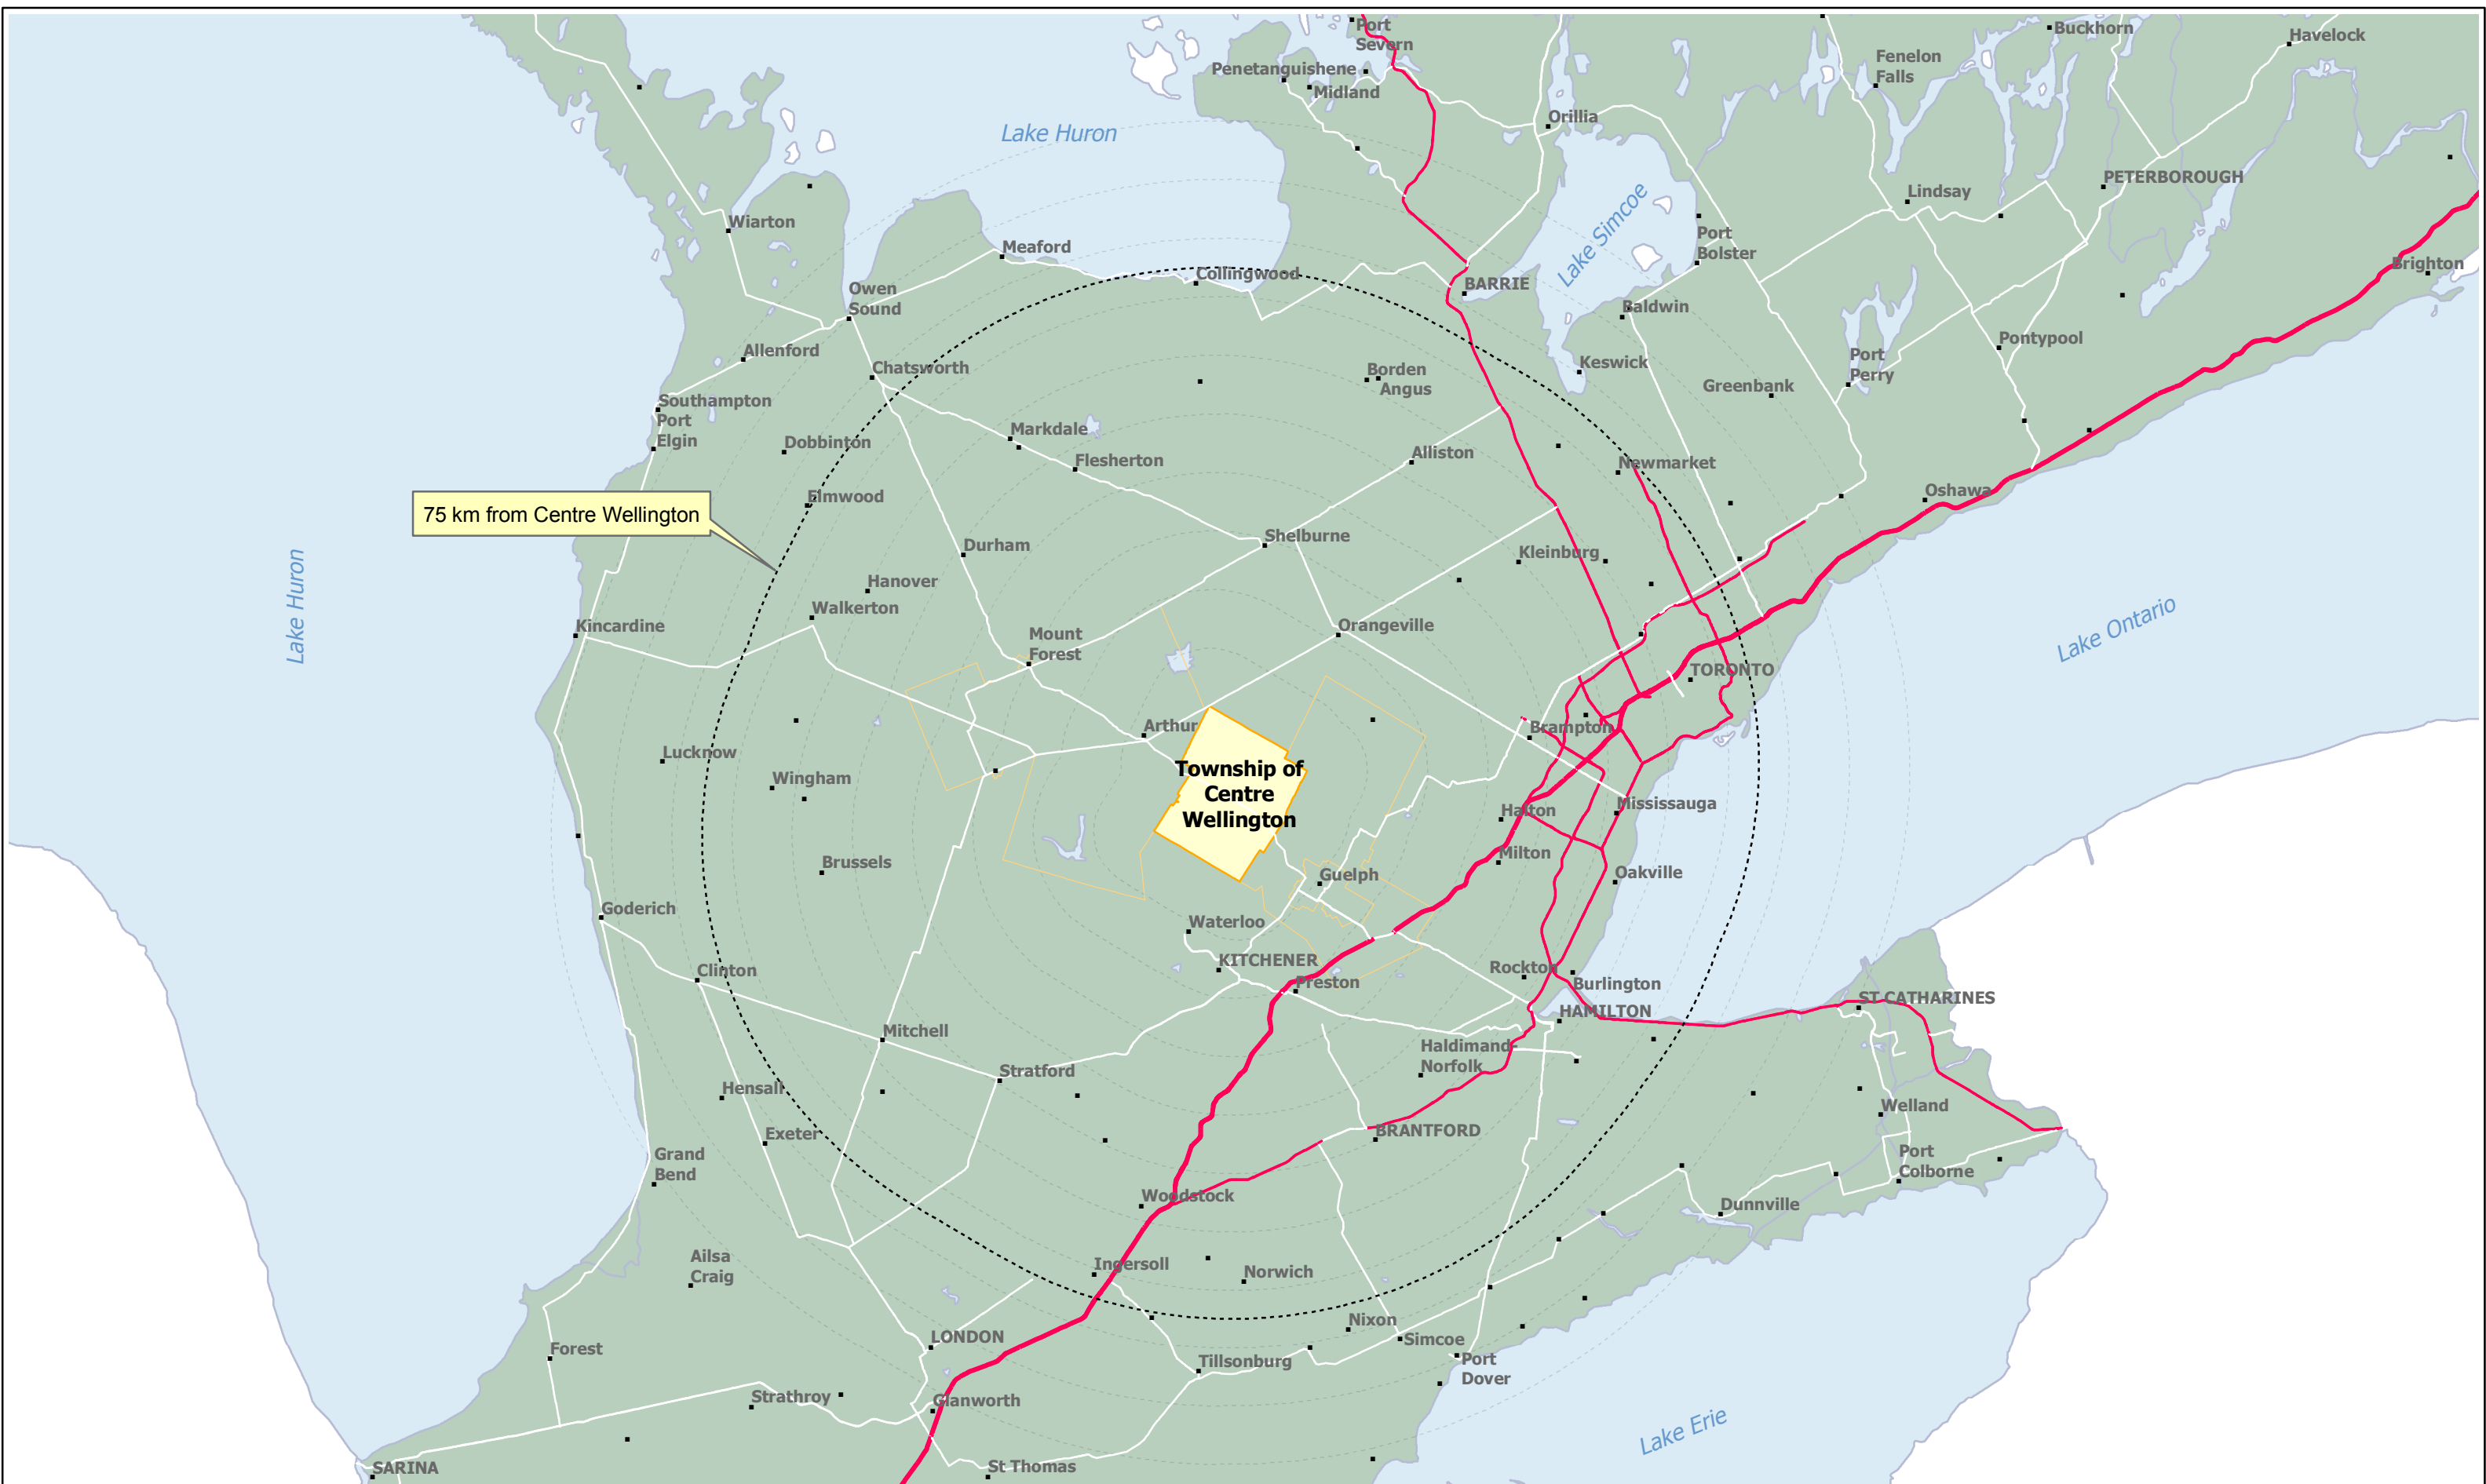 Port
Severn
Buckhorn
Havelock
Fenelon
Falls
Penetanguishene
Midland
Lake Huron
Orillia
PETERBOROUGH
Lindsay
Wiarton
Lake Simcoe
Port
Bolster
Meaford
Collingwood
BARRIE
Brighton
Owen
Sound
Baldwin
Allenford
Pontypool
Chatsworth
Borden
Angus
Keswick
Port
Perry
Greenbank
Southampton
Port
Elgin
Markdale
Dobbinton
Flesherton
Alliston
Newmarket
Elmwood
Oshawa
75 km from Centre Wellington
Shelburne
Durham
Kleinburg
Hanover
Lake Huron
Walkerton
Kincardine
Mount
Forest
Orangeville
Lake Ontario
TORONTO
Arthur
Brampton
Lucknow
Wingham
Township of
Centre
Wellington
Halton
Mississauga
Milton
Brussels
Guelph
Oakville
Goderich
Waterloo
KITCHENER
Clinton
Preston
Rockton
Burlington
ST CATHARINES
HAMILTON
Mitchell
Haldimand-
Norfolk
Stratford
Hensall
Welland
Exeter
BRANTFORD
Grand
Bend
Port
Colborne
Woodstock
Dunnville
Ailsa
Craig
Ingersoll
Norwich
Nixon
LONDON
Simcoe
Forest
Tillsonburg
Port
Dover
Strathroy
Glanworth
Lake Erie
SARINA
St Thomas